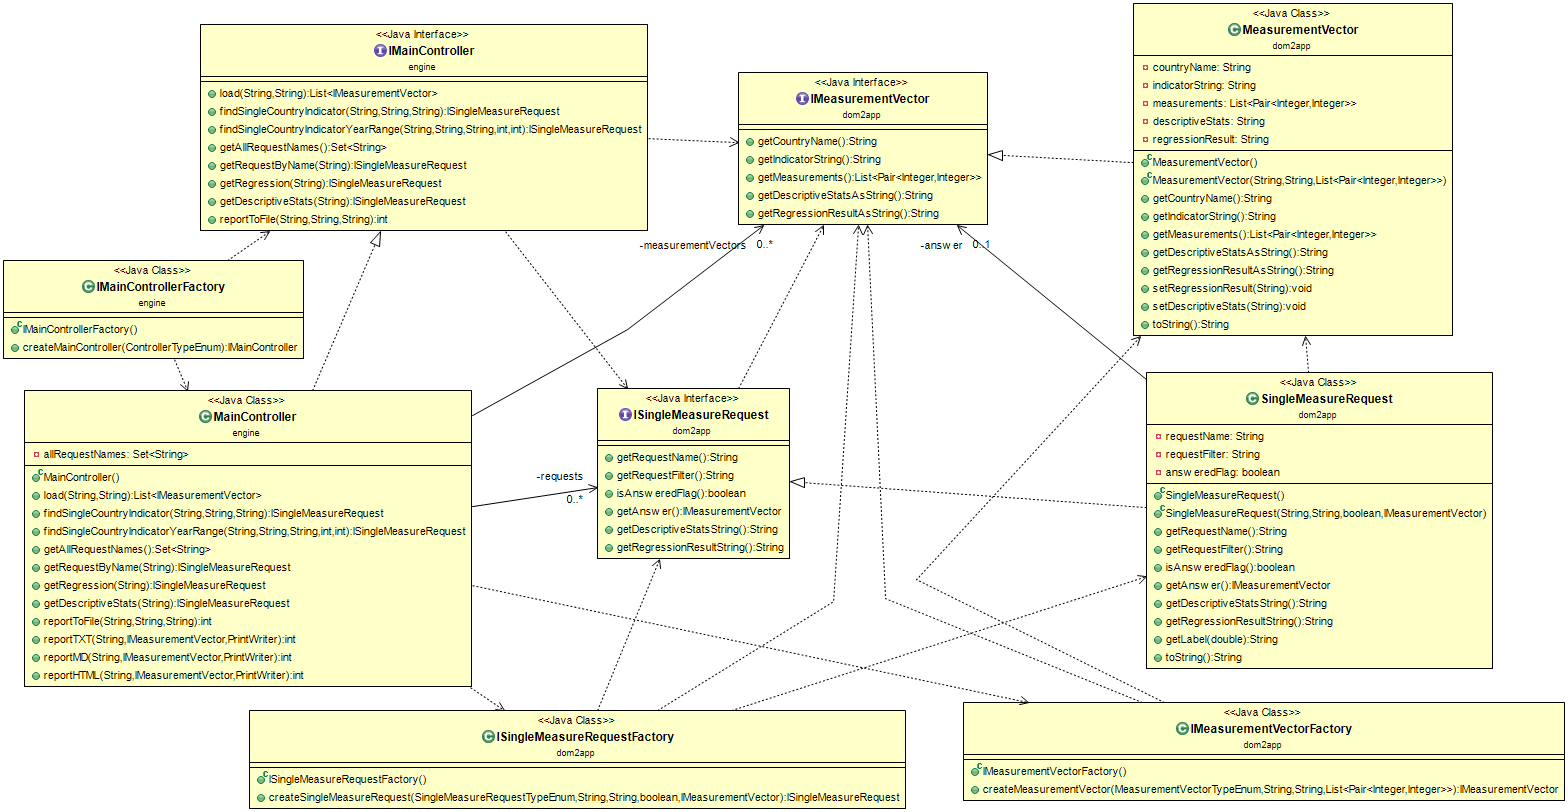 <<Java Interface>>
IMainController
engine
load(String,String):List<IMeasurementVector>
findSingleCountryIndicator(String,String,String):ISingleMeasureRequest
findSingleCountryIndicatorYearRange(String,String,String,int,int):ISingleMeasureRequest
getAllRequestNames():Set<String>
getRequestByName(String):ISingleMeasureRequest
getRegression(String):ISingleMeasureRequest
getDescriptiveStats(String):ISingleMeasureRequest
reportToFile(String,String,String):int
<<Java Interface>>
IMeasurementVector
dom2app
getCountryName():String
getIndicatorString():String
getMeasurements():List<Pair<Integer,Integer>>
getDescriptiveStatsAsString():String
getRegressionResultAsString():String
<<Java Class>>
MeasurementVector
dom2app
countryName: String
indicatorString: String
measurements: List<Pair<Integer,Integer>>
descriptiveStats: String
regressionResult: String
MeasurementVector()
MeasurementVector(String,String,List<Pair<Integer,Integer>>)
getCountryName():String
getIndicatorString():String
getMeasurements():List<Pair<Integer,Integer>>
getDescriptiveStatsAsString():String
getRegressionResultAsString():String
setRegressionResult(String):void
setDescriptiveStats(String):void
toString():String
-measurementVectors 0..*
-answer 0..1
<<Java Class>>
IMainControllerFactory
engine
IMainControllerFactory()
createMainController(ControllerTypeEnum):IMainController
<<Java Class>>
MainController
engine
allRequestNames: Set<String>
MainController()
load(String,String):List<IMeasurementVector>
findSingleCountryIndicator(String,String,String):ISingleMeasureRequest
findSingleCountryIndicatorYearRange(String,String,String,int,int):ISingleMeasureRequest
getAllRequestNames():Set<String>
getRequestByName(String):ISingleMeasureRequest
getRegression(String):ISingleMeasureRequest
getDescriptiveStats(String):ISingleMeasureRequest
reportToFile(String,String,String):int
reportTXT(String,IMeasurementVector,PrintWriter):int
reportMD(String,IMeasurementVector,PrintWriter):int
reportHTML(String,IMeasurementVector,PrintWriter):int
-requests
0..*
<<Java Interface>>
ISingleMeasureRequest
dom2app
getRequestName():String
getRequestFilter():String
isAnsweredFlag():boolean
getAnswer():IMeasurementVector
getDescriptiveStatsString():String
getRegressionResultString():String
<<Java Class>>
SingleMeasureRequest
dom2app
requestName: String
requestFilter: String
answeredFlag: boolean
SingleMeasureRequest()
SingleMeasureRequest(String,String,boolean,IMeasurementVector)
getRequestName():String
getRequestFilter():String
isAnsweredFlag():boolean
getAnswer():IMeasurementVector
getDescriptiveStatsString():String
getRegressionResultString():String
getLabel(double):String
toString():String
<<Java Class>>
ISingleMeasureRequestFactory
dom2app
ISingleMeasureRequestFactory()
createSingleMeasureRequest(SingleMeasureRequestTypeEnum,String,String,boolean,IMeasurementVector):ISingleMeasureRequest
<<Java Class>>
IMeasurementVectorFactory
dom2app
IMeasurementVectorFactory()
createMeasurementVector(MeasurementVectorTypeEnum,String,String,List<Pair<Integer,Integer>>):IMeasurementVector